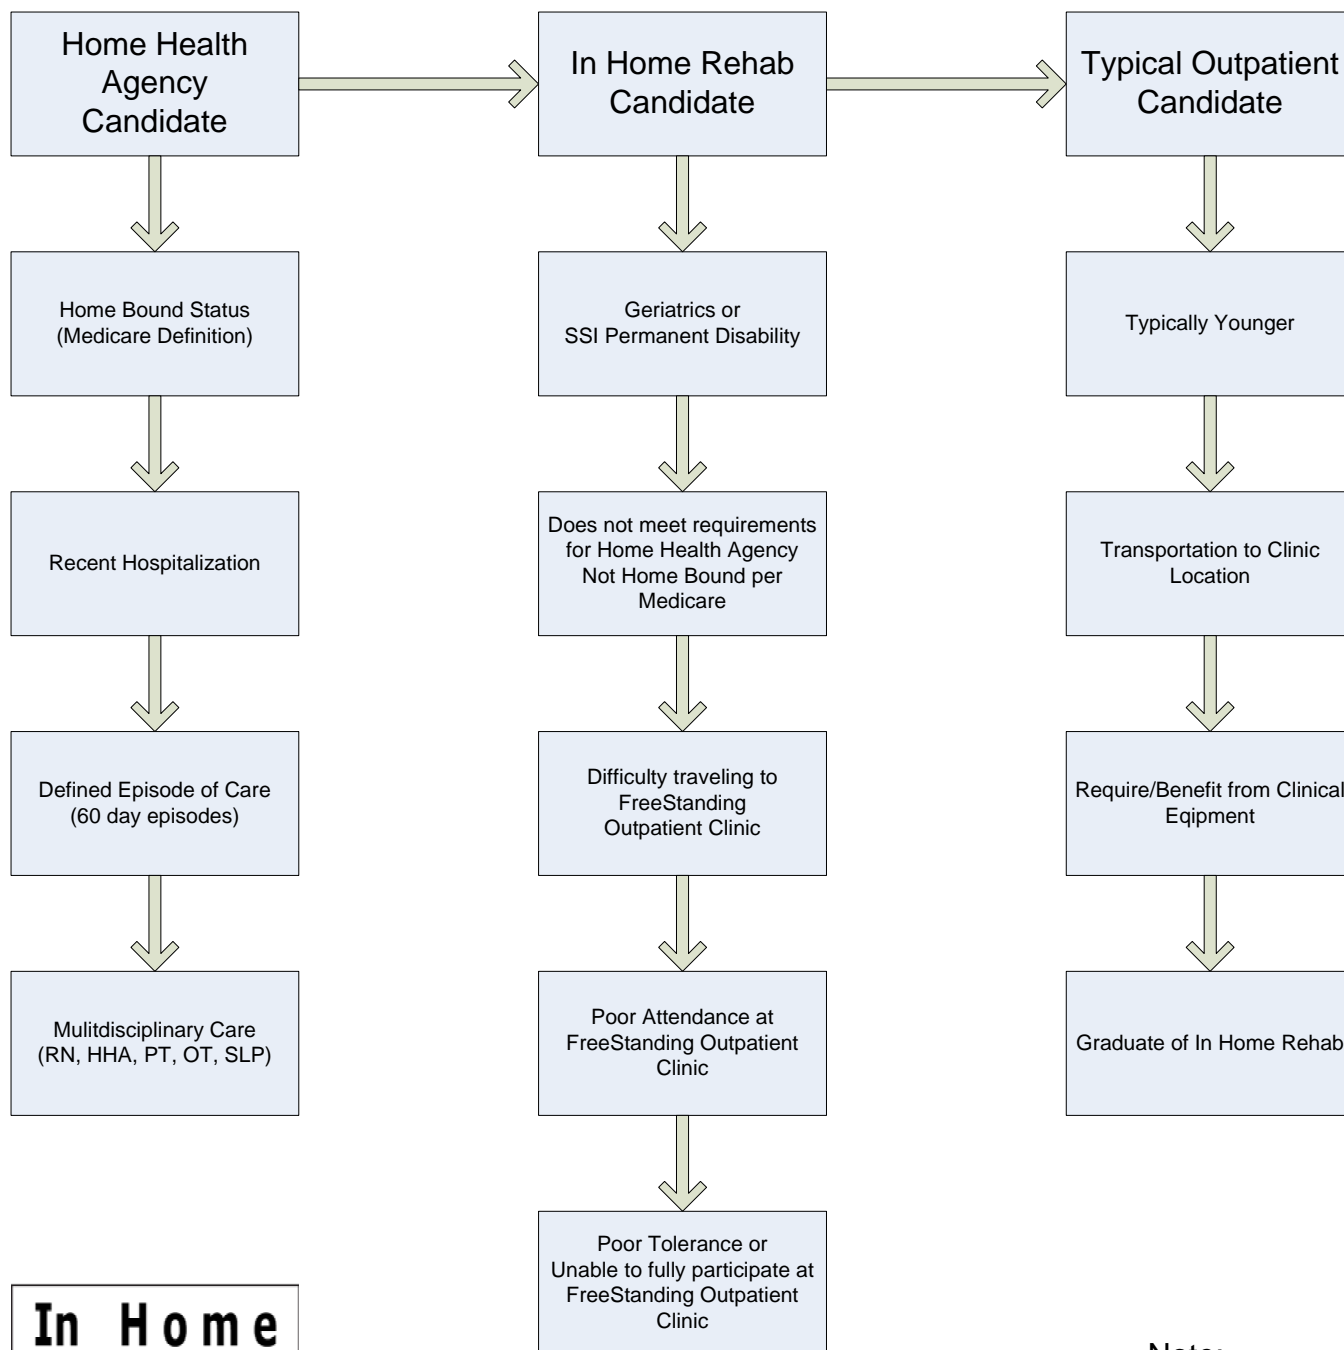 Home Health
Agency
Candidate
In Home Rehab
Candidate
Typical Outpatient
Candidate
Home Bound Status
(Medicare Definition)
Geriatrics or
SSI Permanent Disability
Typically Younger
Recent Hospitalization
Does not meet requirements
for Home Health Agency
Not Home Bound per
Medicare
Transportation to Clinic
Location
Defined Episode of Care
(60 day episodes)
Difficulty traveling to
FreeStanding
Outpatient Clinic
Require/Benefit from Clinical
Eqipment
Mulitdisciplinary Care
(RN, HHA, PT, OT, SLP)
Poor Attendance at
FreeStanding Outpatient
Clinic
Graduate of In Home Rehab
Poor Tolerance or
Unable to fully participate at
FreeStanding Outpatient
Clinic
In Home
Note: